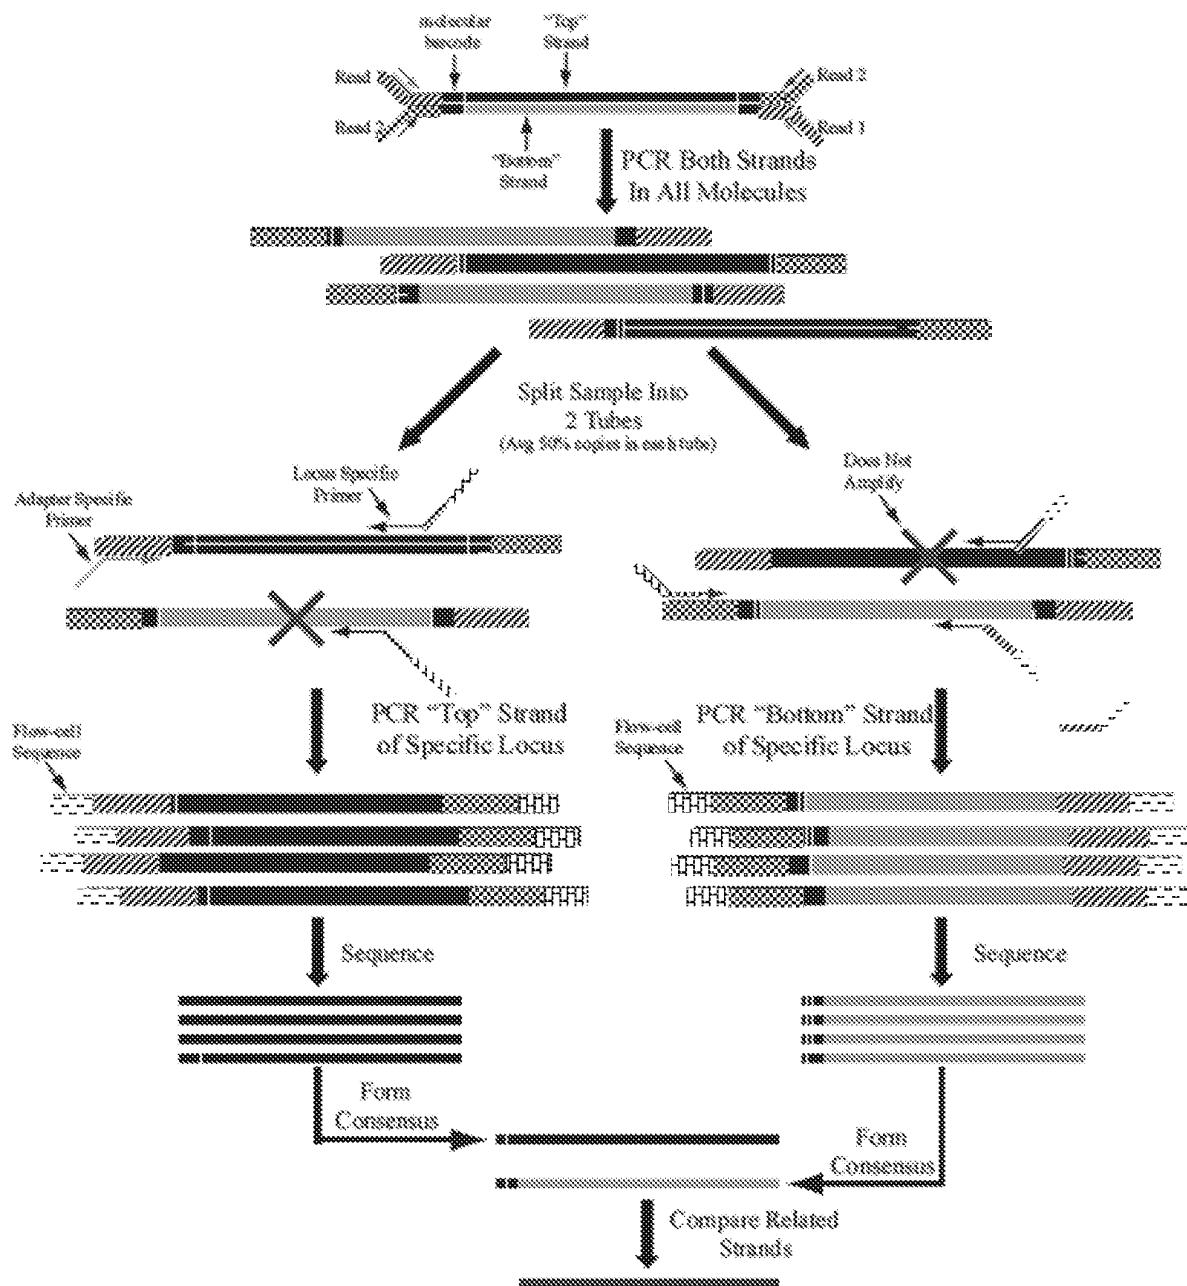 molecular
barcode
"Top"
Strand
Read 1
Read 2
Read 2
Read 1
"Bottom"
Strand
PCR Both Strands
In All Molecules
Split Sample Into
2 Tubes
(Avg 50% copies in each tube)
Locus Specific
Primer
Adapter Specific
Primer
Does Not
Amplify
PCR "Top" Strand
of Specific Locus
PCR "Bottom" Strand
of Specific Locus
Flow-cell
Sequence
Flow-cell
Sequence
Sequence
Sequence
Form
Consensus
Form
Consensus
Compare Related
Strands